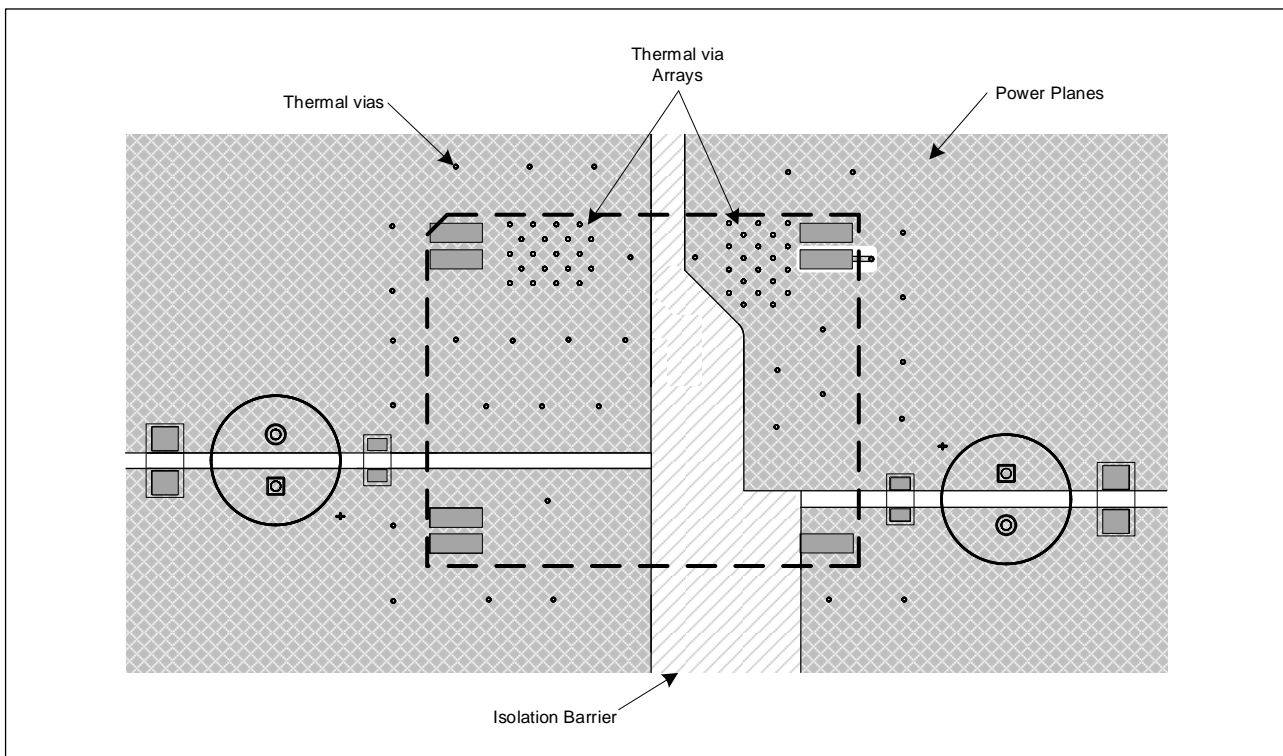 Thermal via
Arrays
Thermal vias
Power Planes
+
+
Isolation Barrier